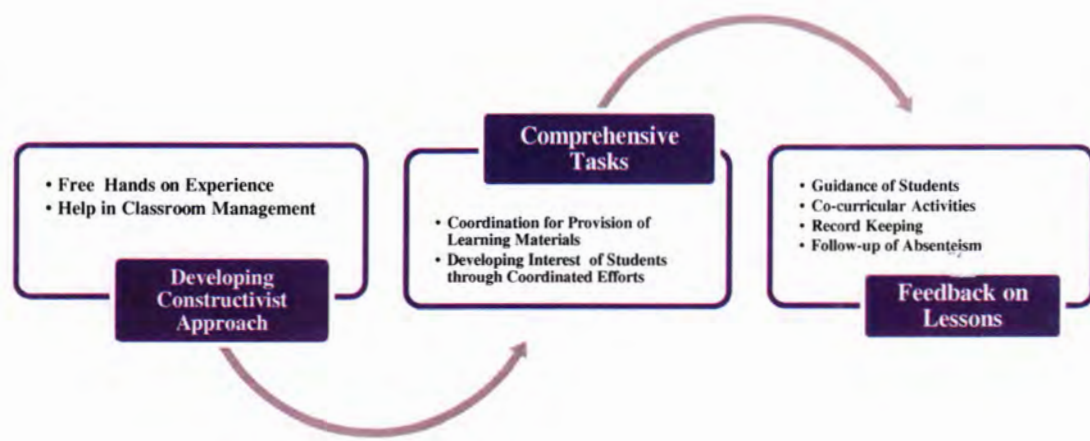 • Free Hands on Experience
• Help in Classroom Management
Developing
Constructivist
Approach
Comprehensive
Tasks
• Coordination for Provision of
Learning Materials
• Developing Interest of Students
through Coordinated Efforts
• Guidance of Students
• Co-curricular Activities
• Record Keeping
• Follow-up of Absenteism
Feedback on
Lessons